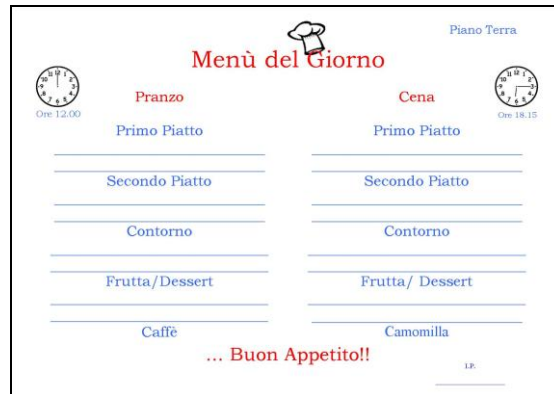 Piano Terra
Menù del Giorno
Pranzo
Ore 12.00
Primo Piatto
Secondo Piatto
Contorno
Frutta/Dessert
Caffè
Cena
Ore 18.15
Primo Piatto
Secondo Piatto
Contorno
Frutta/ Dessert
Camomilla
... Buon Appetito!!
I.P.